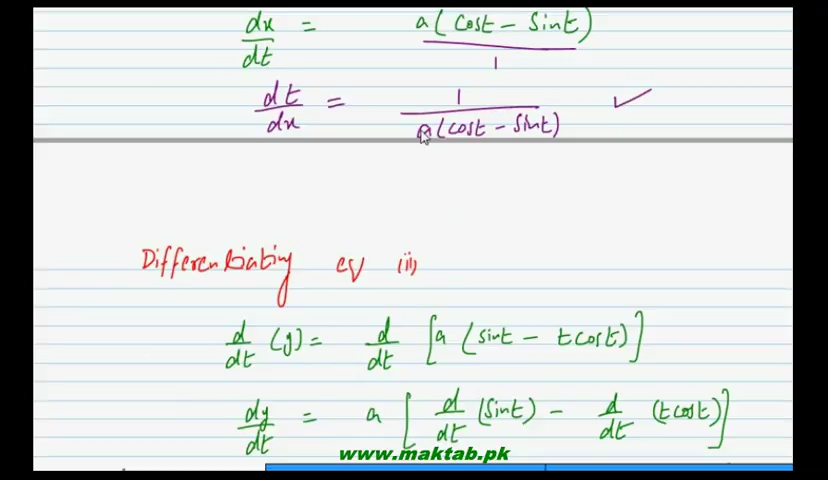 dx/dt = a(Cost - Sint)/1
dt/dx = 1/a(cost - Sint) ✓
Differentiating eq (ii)
d/dt (y) = d/dt [a (sint - tcost)]
dy/dt = a [d/dt (Sint) - d/dt (tcost)]
www.maktab.pk